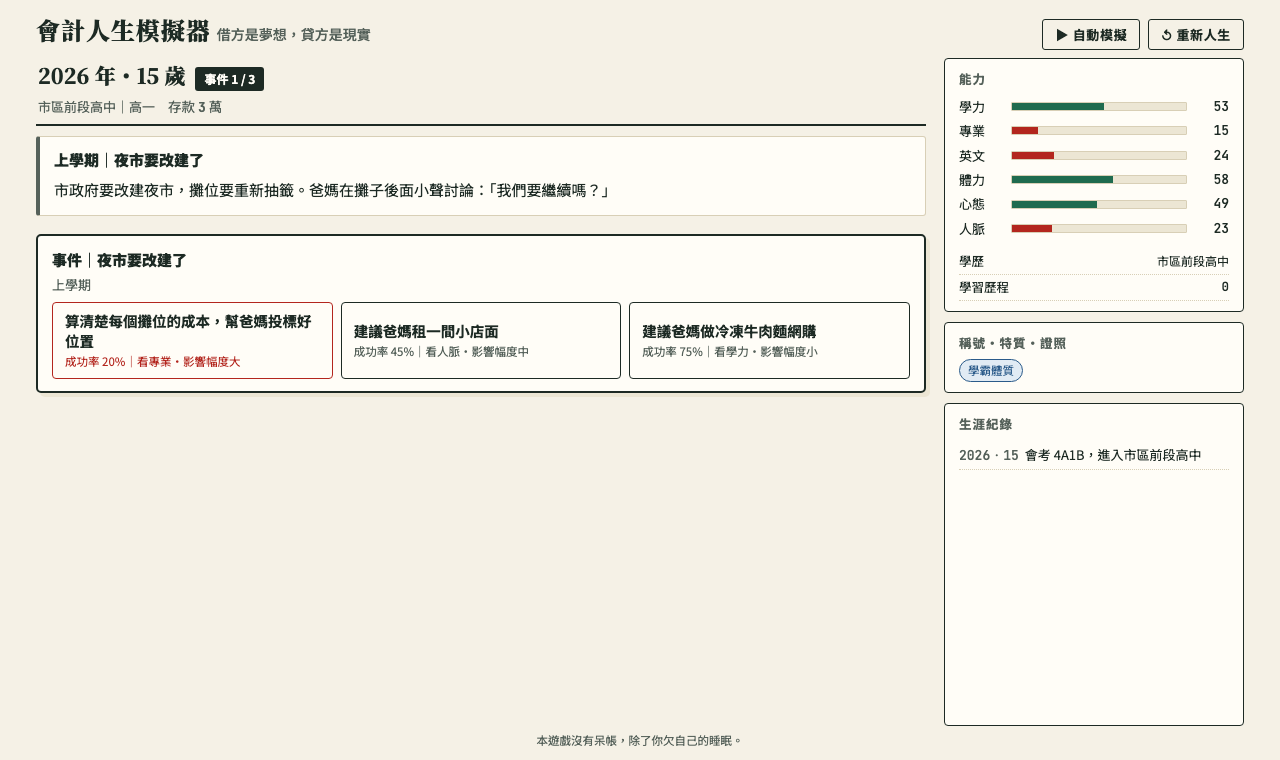 會計人生模擬器 借方是夢想，貸方是現實
▶ 自動模擬
↺ 重新人生
2026 年・15 歲 事件 1 / 3
市區前段高中｜高一 存款 3 萬
上學期｜夜市要改建了
市政府要改建夜市，攤位要重新抽籤。爸媽在攤子後面小聲討論：「我們要繼續嗎？」
事件｜夜市要改建了
上學期
算清楚每個攤位的成本，幫爸媽投標好
位置
成功率 20%｜看專業・影響幅度大
建議爸媽租一間小店面
成功率 45%｜看人脈・影響幅度中
建議爸媽做冷凍牛肉麵網購
成功率 75%｜看學力・影響幅度小
能力
學力 53
專業 15
英文 24
體力 58
心態 49
人脈 23
學歷 市區前段高中
學習歷程 0
稱號・特質・證照
學霸體質
生涯紀錄
2026 · 15 會考 4A1B，進入市區前段高中
本遊戲沒有呆帳，除了你欠自己的睡眠。